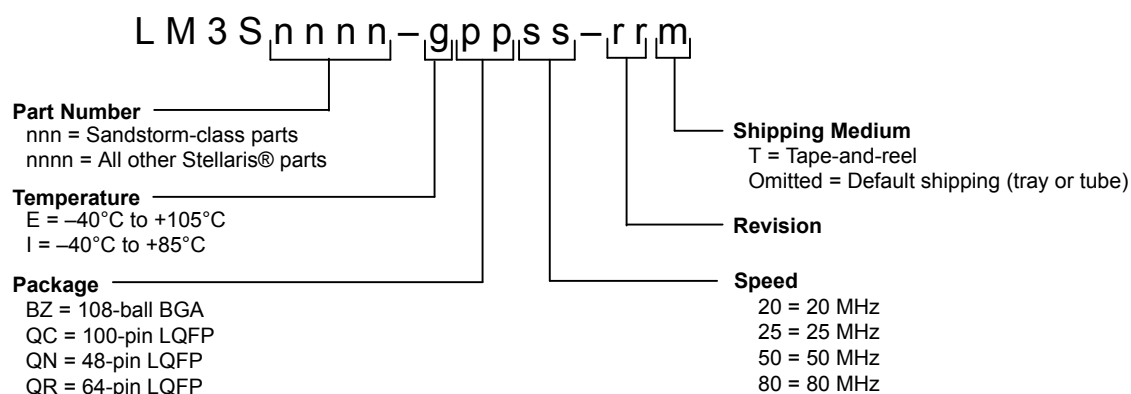 LM3Snnnn–gppss–rrm
Part Number
nnn = Sandstorm-class parts
nnnn = All other Stellaris® parts
Temperature
E = –40°C to +105°C
I = –40°C to +85°C
Package
BZ = 108-ball BGA
QC = 100-pin LQFP
QN = 48-pin LQFP
QR = 64-pin LQFP
Shipping Medium
T = Tape-and-reel
Omitted = Default shipping (tray or tube)
Revision
Speed
20 = 20 MHz
25 = 25 MHz
50 = 50 MHz
80 = 80 MHz